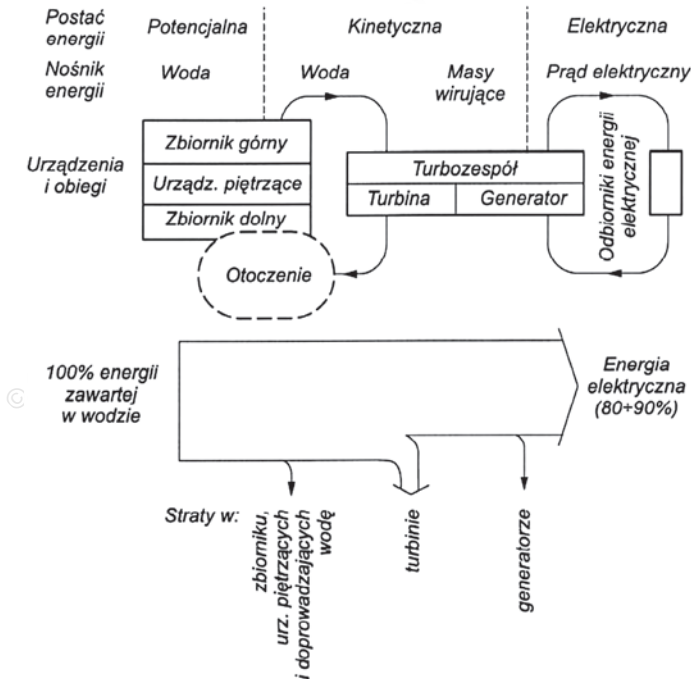 Postać
energii
Potencjalna
Kinetyczna
Elektryczna
Nośnik
energii
Woda
Woda
Masy
wirujące
Prąd elektryczny
Urządzenia
i obiegi
Zbiornik górny
Urządz. piętrzące
Zbiornik dolny
Otoczenie
Turbozespół
Turbina
Generator
Odbiorniki energii
elektrycznej
100% energii
zawartej
w wodzie
Energia
elektryczna
(80÷90%)
Straty w:
zbiorniku,
urz. piętrzących
i doprowadzających
wodę
turbinie
generatorze
©